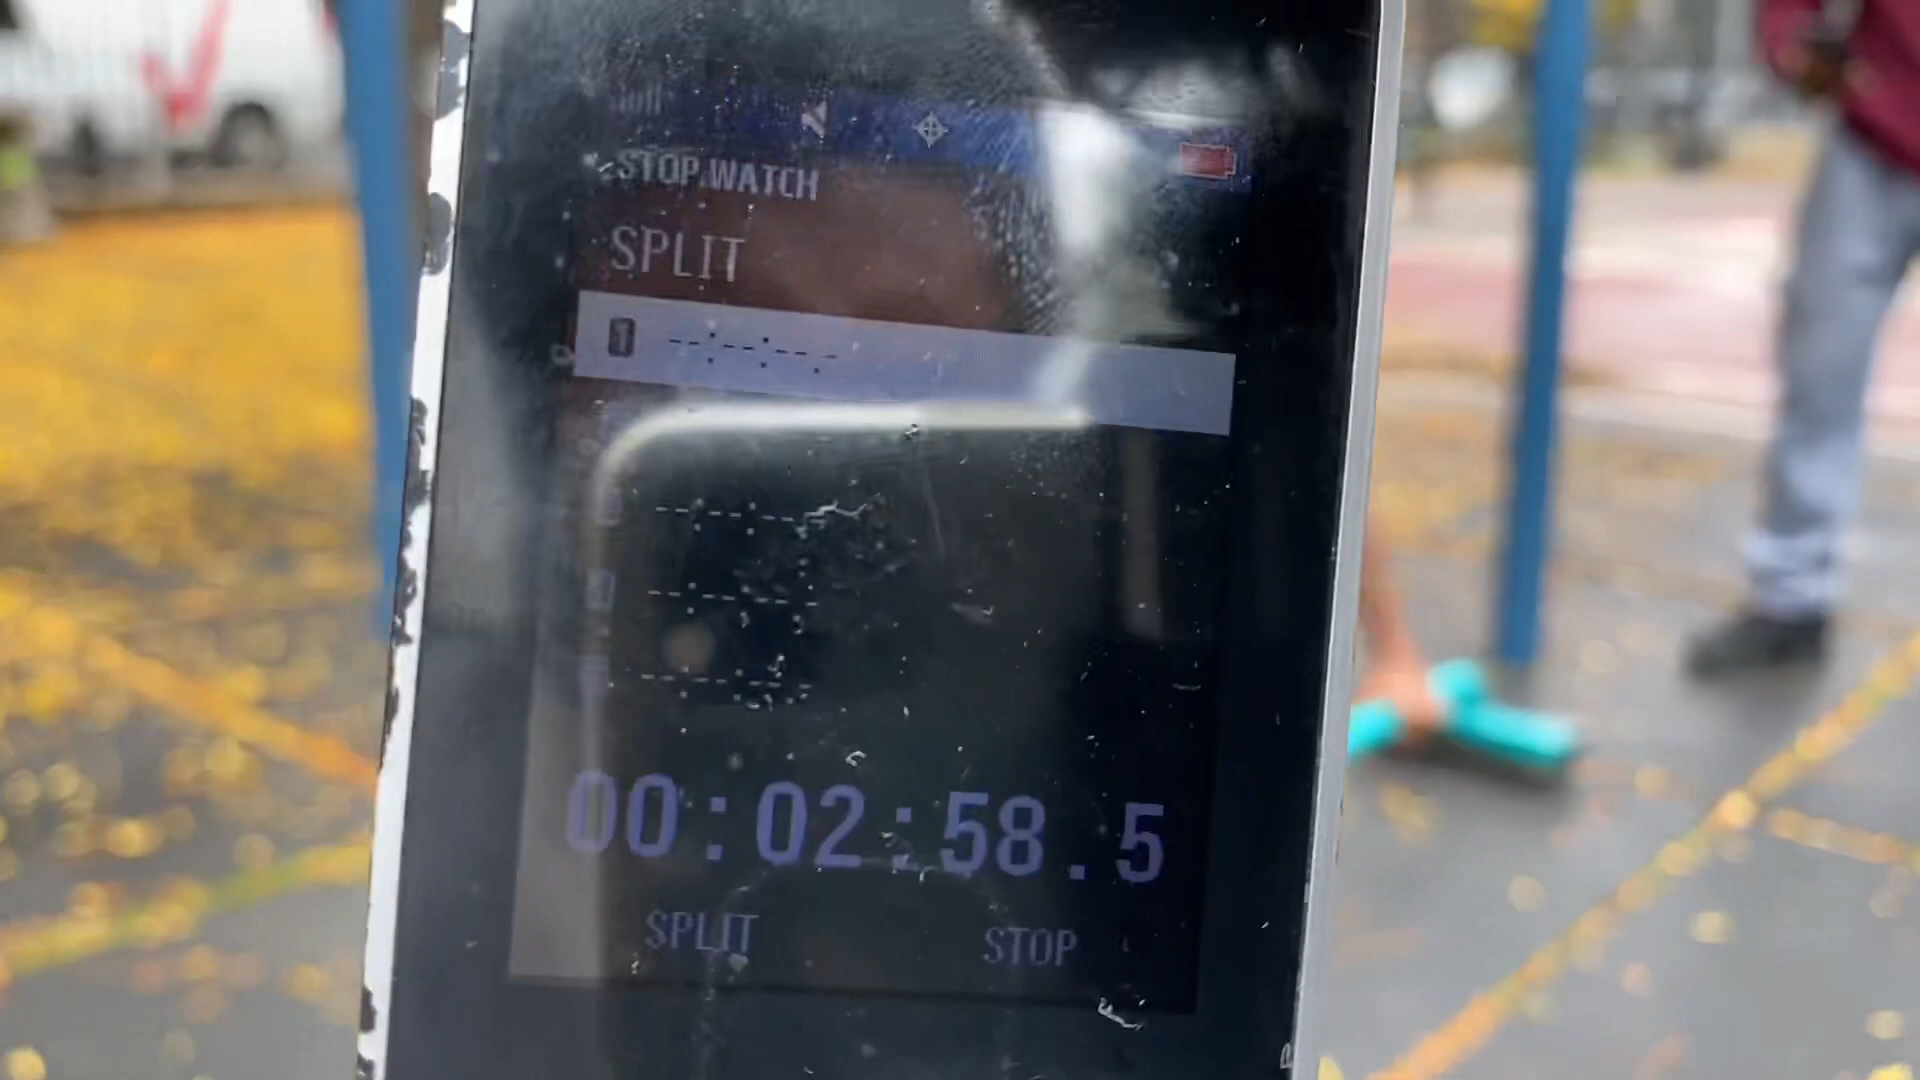 STOP WATCH
SPLIT
1 --:--:--.-
--:--:--.-
--:--:--.-
--:--:--.-
00:02:58.5
SPLIT STOP